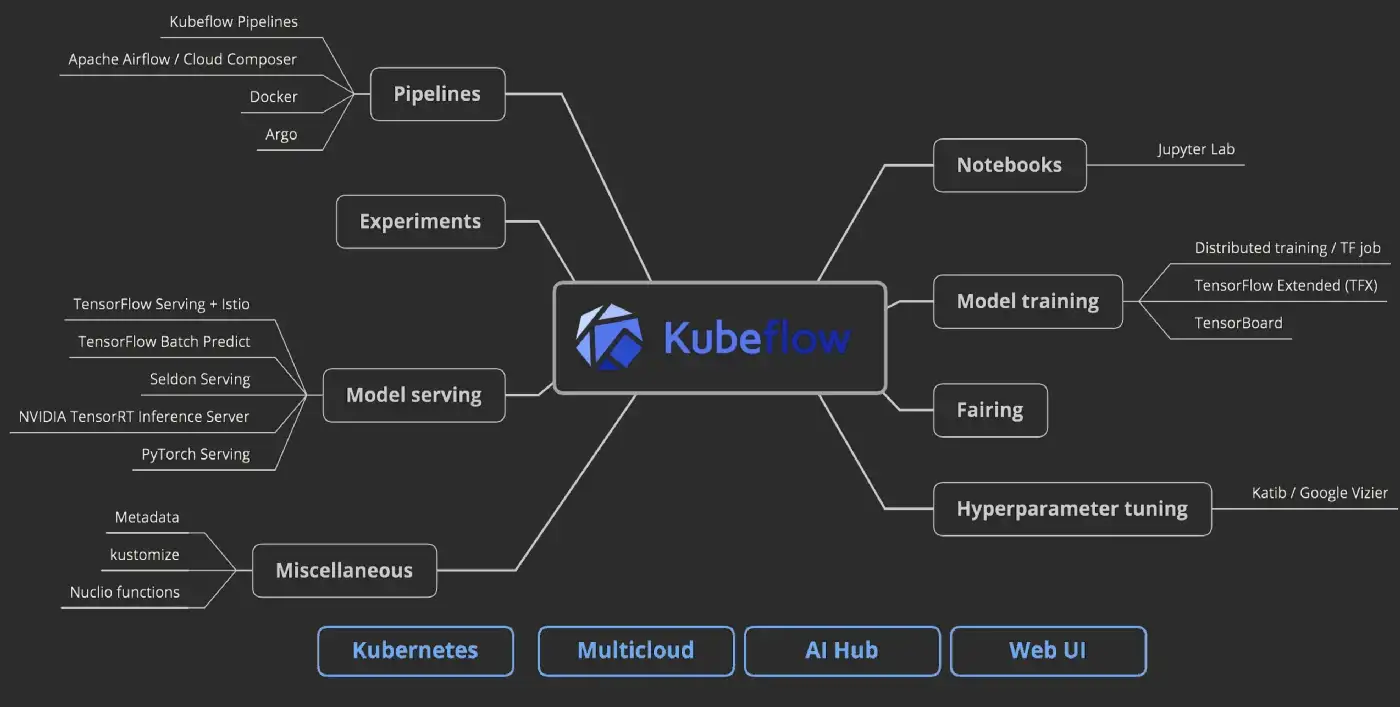 Kubeflow Pipelines
Apache Airflow / Cloud Composer
Docker
Argo
Pipelines
Experiments
TensorFlow Serving + Istio
TensorFlow Batch Predict
Seldon Serving
NVIDIA TensorRT Inference Server
PyTorch Serving
Model serving
Metadata
kustomize
Nuclio functions
Miscellaneous
Kubeflow
Notebooks
Jupyter Lab
Model training
Distributed training / TF job
TensorFlow Extended (TFX)
TensorBoard
Fairing
Hyperparameter tuning
Katib / Google Vizier
Kubernetes
Multicloud
AI Hub
Web UI